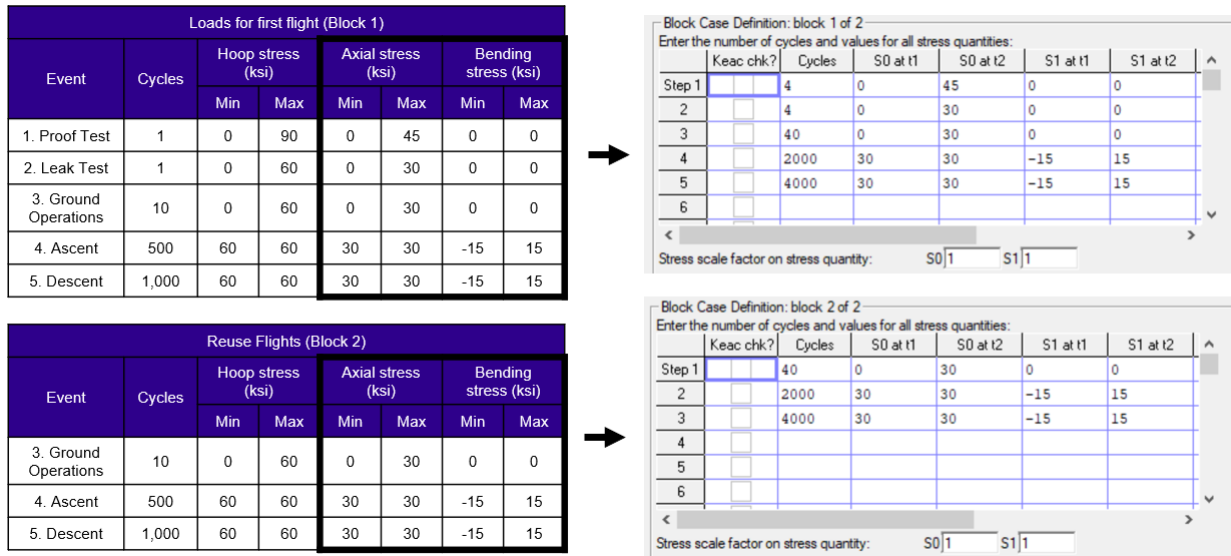 Loads for first flight (Block 1)
Event Cycles Hoop stress (ksi) Axial stress (ksi) Bending stress (ksi)
Min Max Min Max Min Max
1. Proof Test 1 0 90 0 45 0 0
2. Leak Test 1 0 60 0 30 0 0
3. Ground Operations 10 0 60 0 30 0 0
4. Ascent 500 60 60 30 30 -15 15
5. Descent 1,000 60 60 30 30 -15 15
Block Case Definition: block 1 of 2
Enter the number of cycles and values for all stress quantities:
Keac chk? Cycles S0 at t1 S0 at t2 S1 at t1 S1 at t2
Step 1 4 0 45 0 0
2 4 0 30 0 0
3 40 0 30 0 0
4 2000 30 30 -15 15
5 4000 30 30 -15 15
6
Stress scale factor on stress quantity: S0 1 S1 1
Reuse Flights (Block 2)
Event Cycles Hoop stress (ksi) Axial stress (ksi) Bending stress (ksi)
Min Max Min Max Min Max
3. Ground Operations 10 0 60 0 30 0 0
4. Ascent 500 60 60 30 30 -15 15
5. Descent 1,000 60 60 30 30 -15 15
Block Case Definition: block 2 of 2
Enter the number of cycles and values for all stress quantities:
Keac chk? Cycles S0 at t1 S0 at t2 S1 at t1 S1 at t2
Step 1 40 0 30 0 0
2 2000 30 30 -15 15
3 4000 30 30 -15 15
4
5
6
Stress scale factor on stress quantity: S0 1 S1 1